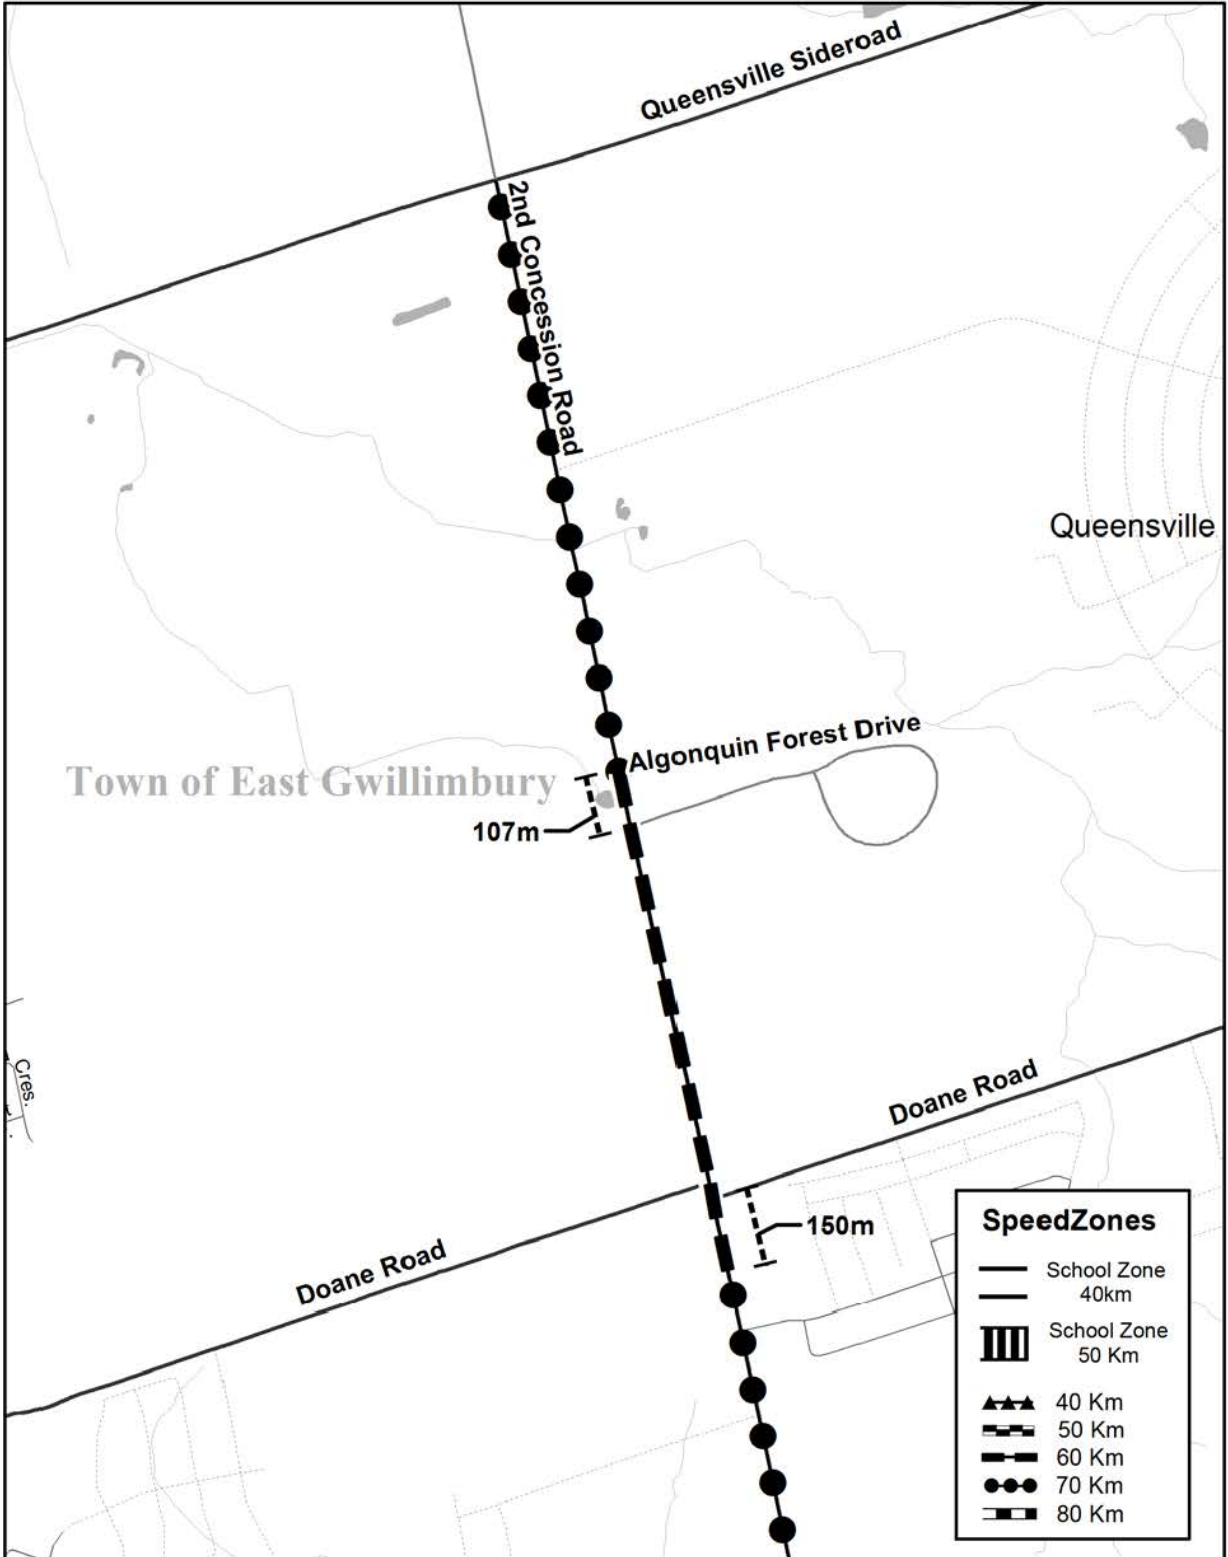 Queensville Sideroad
2nd Concession Road
Queensville
Algonquin Forest Drive
Town of East Gwillimbury
107m
Cres.
Doane Road
150m
Doane Road
SpeedZones
School Zone
40km
School Zone
50 Km
40 Km
50 Km
60 Km
70 Km
80 Km